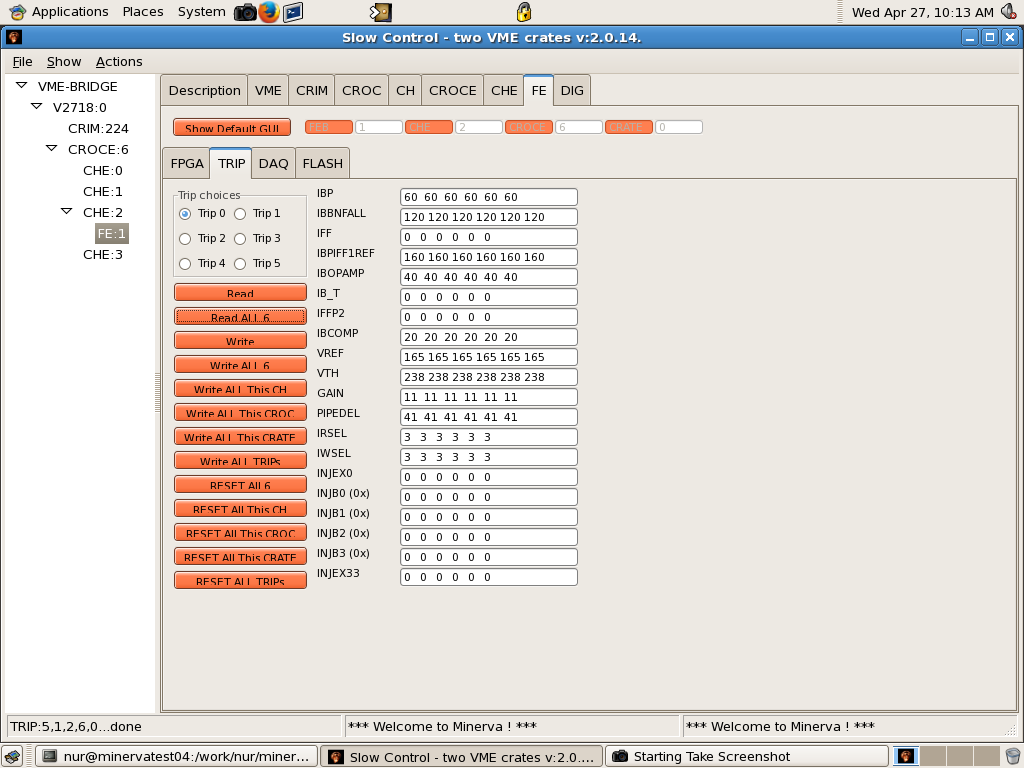 Applications Places System Wed Apr 27, 10:13 AM
Slow Control - two VME crates v:2.0.14.
File Show Actions
VME-BRIDGE
V2718:0
CRIM:224
CROCE:6
CHE:0
CHE:1
CHE:2
FE:1
CHE:3
Description VME CRIM CROC CH CROCE CHE FE DIG
Show Default GUI FEB 1 CHE 2 CROCE 6 CRATE 0
FPGA TRIP DAQ FLASH
Trip choices
Trip 0 Trip 1
Trip 2 Trip 3
Trip 4 Trip 5
Read
Read ALL 6
Write
Write ALL 6
Write ALL This CH
Write ALL This CROC
Write ALL This CRATE
Write ALL TRIPs
RESET All 6
RESET All This CH
RESET All This CROC
RESET All This CRATE
RESET ALL TRIPs
IBP 60 60 60 60 60 60
IBBNFALL 120 120 120 120 120 120
IFF 0 0 0 0 0 0
IBPIFF1REF 160 160 160 160 160 160
IBOPAMP 40 40 40 40 40 40
IB_T 0 0 0 0 0 0
IFFP2 0 0 0 0 0 0
IBCOMP 20 20 20 20 20 20
VREF 165 165 165 165 165 165
VTH 238 238 238 238 238 238
GAIN 11 11 11 11 11 11
PIPEDEL 41 41 41 41 41 41
IRSEL 3 3 3 3 3 3
IWSEL 3 3 3 3 3 3
INJEX0 0 0 0 0 0 0
INJB0 (0x) 0 0 0 0 0 0
INJB1 (0x) 0 0 0 0 0 0
INJB2 (0x) 0 0 0 0 0 0
INJB3 (0x) 0 0 0 0 0 0
INJEX33 0 0 0 0 0 0
TRIP:5,1,2,6,0...done *** Welcome to Minerva ! *** *** Welcome to Minerva ! ***
nur@minervatest04:/work/nur/miner... Slow Control - two VME crates v:2.0.... Starting Take Screenshot